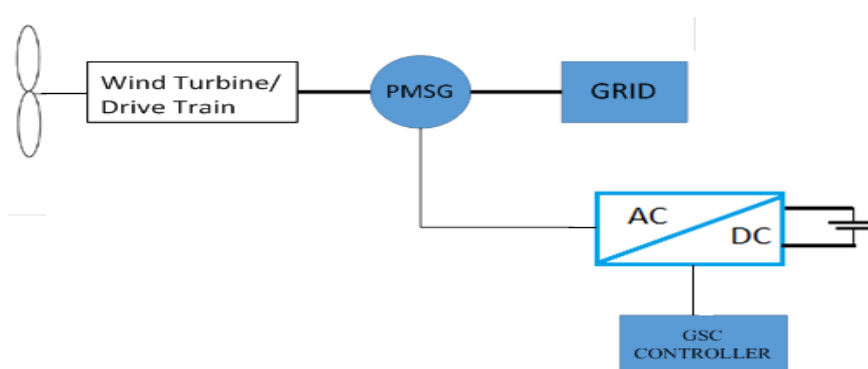 Wind Turbine/
Drive Train
PMSG
GRID
AC
DC
GSC
CONTROLLER